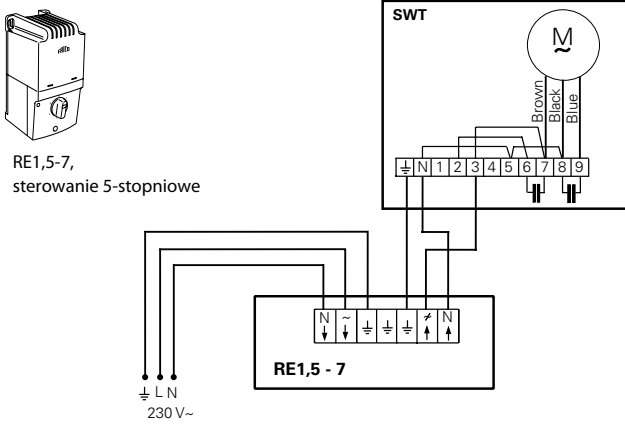 SWT
M
~
Brown
Black
Blue
RE1,5-7,
sterowanie 5-stopniowe
⏚ N 1 2 3 4 5 6 7 8 9
N ~ ⏚ ⏚ ⏚ ≁ N
RE1,5 - 7
⏚ L N
230 V~